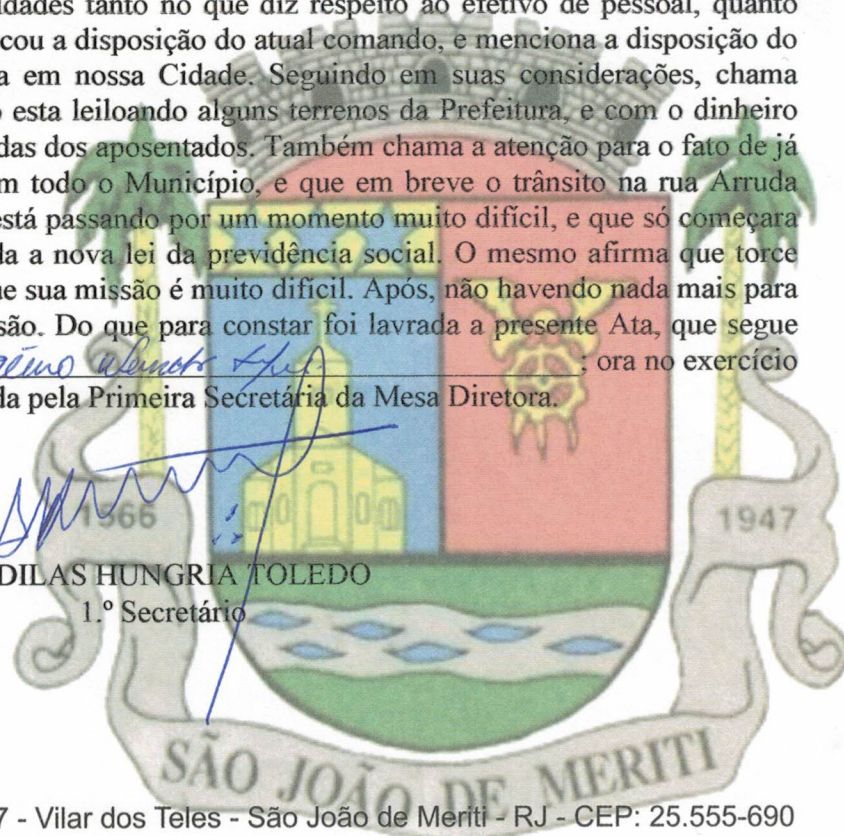 idades tanto no que diz respeito ao efetivo de pessoal, quanto
cou a disposição do atual comando, e menciona a disposição do
a em nossa Cidade. Seguindo em suas considerações, chama
o esta leiloando alguns terrenos da Prefeitura, e com o dinheiro
das dos aposentados. Também chama a atenção para o fato de já
m todo o Município, e que em breve o trânsito na rua Arruda
está passando por um momento muito difícil, e que só começara
da a nova lei da previdência social. O mesmo afirma que torce
ue sua missão é muito difícil. Após, não havendo nada mais para
são. Do que para constar foi lavrada a presente Ata, que segue
; ora no exercício
da pela Primeira Secretária da Mesa Diretora.
1566
1947
DILAS HUNGRIA TOLEDO
1.º Secretário
SÃO JOÃO DE MERITI
7 - Vilar dos Teles - São João de Meriti - RJ - CEP: 25.555-690